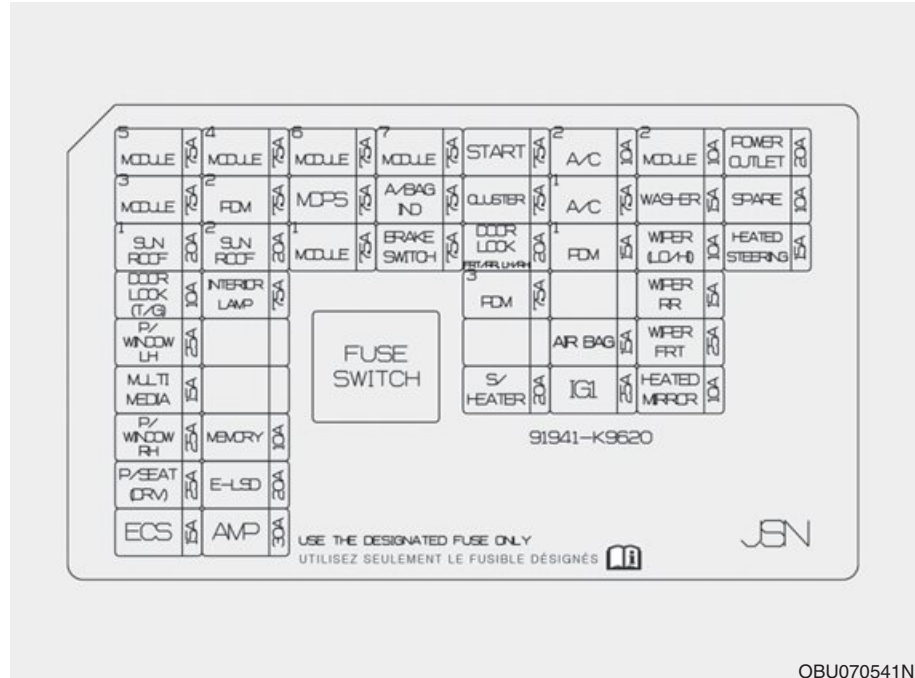 5 MODULE 7.5A 4 MODULE 7.5A 6 MODULE 7.5A 7 MODULE 7.5A START 7.5A 2 A/C 10A 2 MODULE 10A POWER OUTLET 20A
3 MODULE 7.5A 2 PDM 7.5A MDPS 7.5A A/BAG IND 7.5A CLUSTER 7.5A 1 A/C 7.5A WASHER 15A SPARE 10A
1 SUN ROOF 20A 2 SUN ROOF 20A 1 MODULE 7.5A BRAKE SWITCH 7.5A DOOR LOCK FRT/RR, LH/RH 20A 1 PDM 15A WIPER (LO/HI) 10A HEATED STEERING 15A
DOOR LOCK (T/G) 10A INTERIOR LAMP 7.5A 3 PDM 7.5A WIPER RR 15A
P/WINDOW LH 25A FUSE SWITCH AIR BAG 15A WIPER FRT 25A
MULTI MEDIA 15A S/HEATER 20A IG1 25A HEATED MIRROR 10A
P/WINDOW RH 25A MEMORY 10A 91941-K9620
P/SEAT (DRV) 25A E-LSD 20A
ECS 15A AMP 30A
USE THE DESIGNATED FUSE ONLY
UTILISEZ SEULEMENT LE FUSIBLE DÉSIGNÉS
JSN
OBU070541N